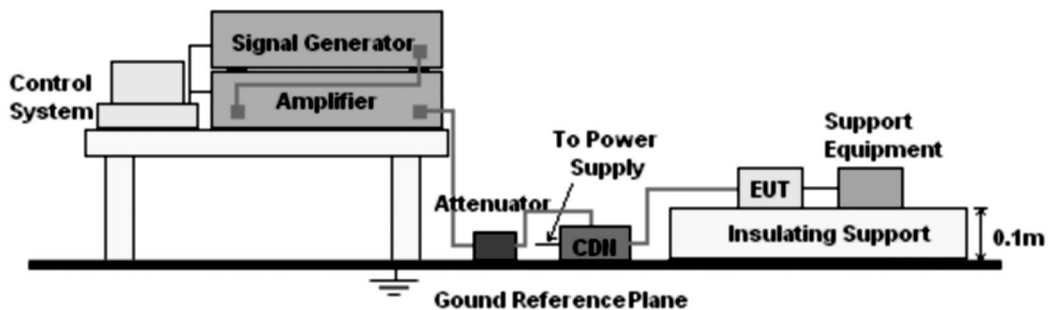 Signal Generator
Control
System
Amplifier
To Power
Supply
Support
Equipment
Attenuator
EUT
CDN
Insulating Support
0.1m
Gound Reference Plane